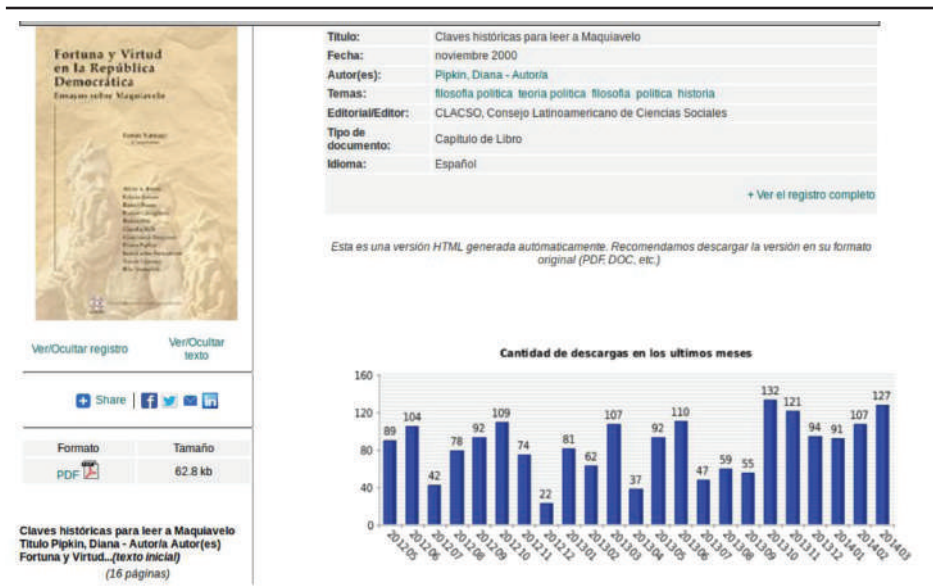 Fortuna y Virtud
en la República
Democrática
Ensayos sobre Maquiavelo
Ver/Ocultar registro
Ver/Ocultar
texto
Share
Formato Tamaño
PDF 62.8 kb
Claves históricas para leer a Maquiavelo
Titulo Pipkin, Diana - Autor/a Autor(es)
Fortuna y Virtud...(texto inicial)
(16 páginas)
Título: Claves históricas para leer a Maquiavelo
Fecha: noviembre 2000
Autor(es): Pipkin, Diana - Autor/a
Temas: filosofia politica teoria politica filosofia politica historia
Editorial/Editor: CLACSO, Consejo Latinoamericano de Ciencias Sociales
Tipo de
documento: Capitulo de Libro
Idioma: Español
+ Ver el registro completo
Esta es una versión HTML generada automaticamente. Recomendamos descargar la versión en su formato
original (PDF, DOC, etc.)
Cantidad de descargas en los ultimos meses
160
120
80
40
0
89 104 42 78 92 109 74 22 81 62 107 37 92 110 47 59 55 132 121 94 91 107 127
201205 201206 201207 201208 201209 201210 201211 201212 201301 201302 201303 201304 201305 201306 201307 201308 201309 201310 201311 201312 201401 201402 201403